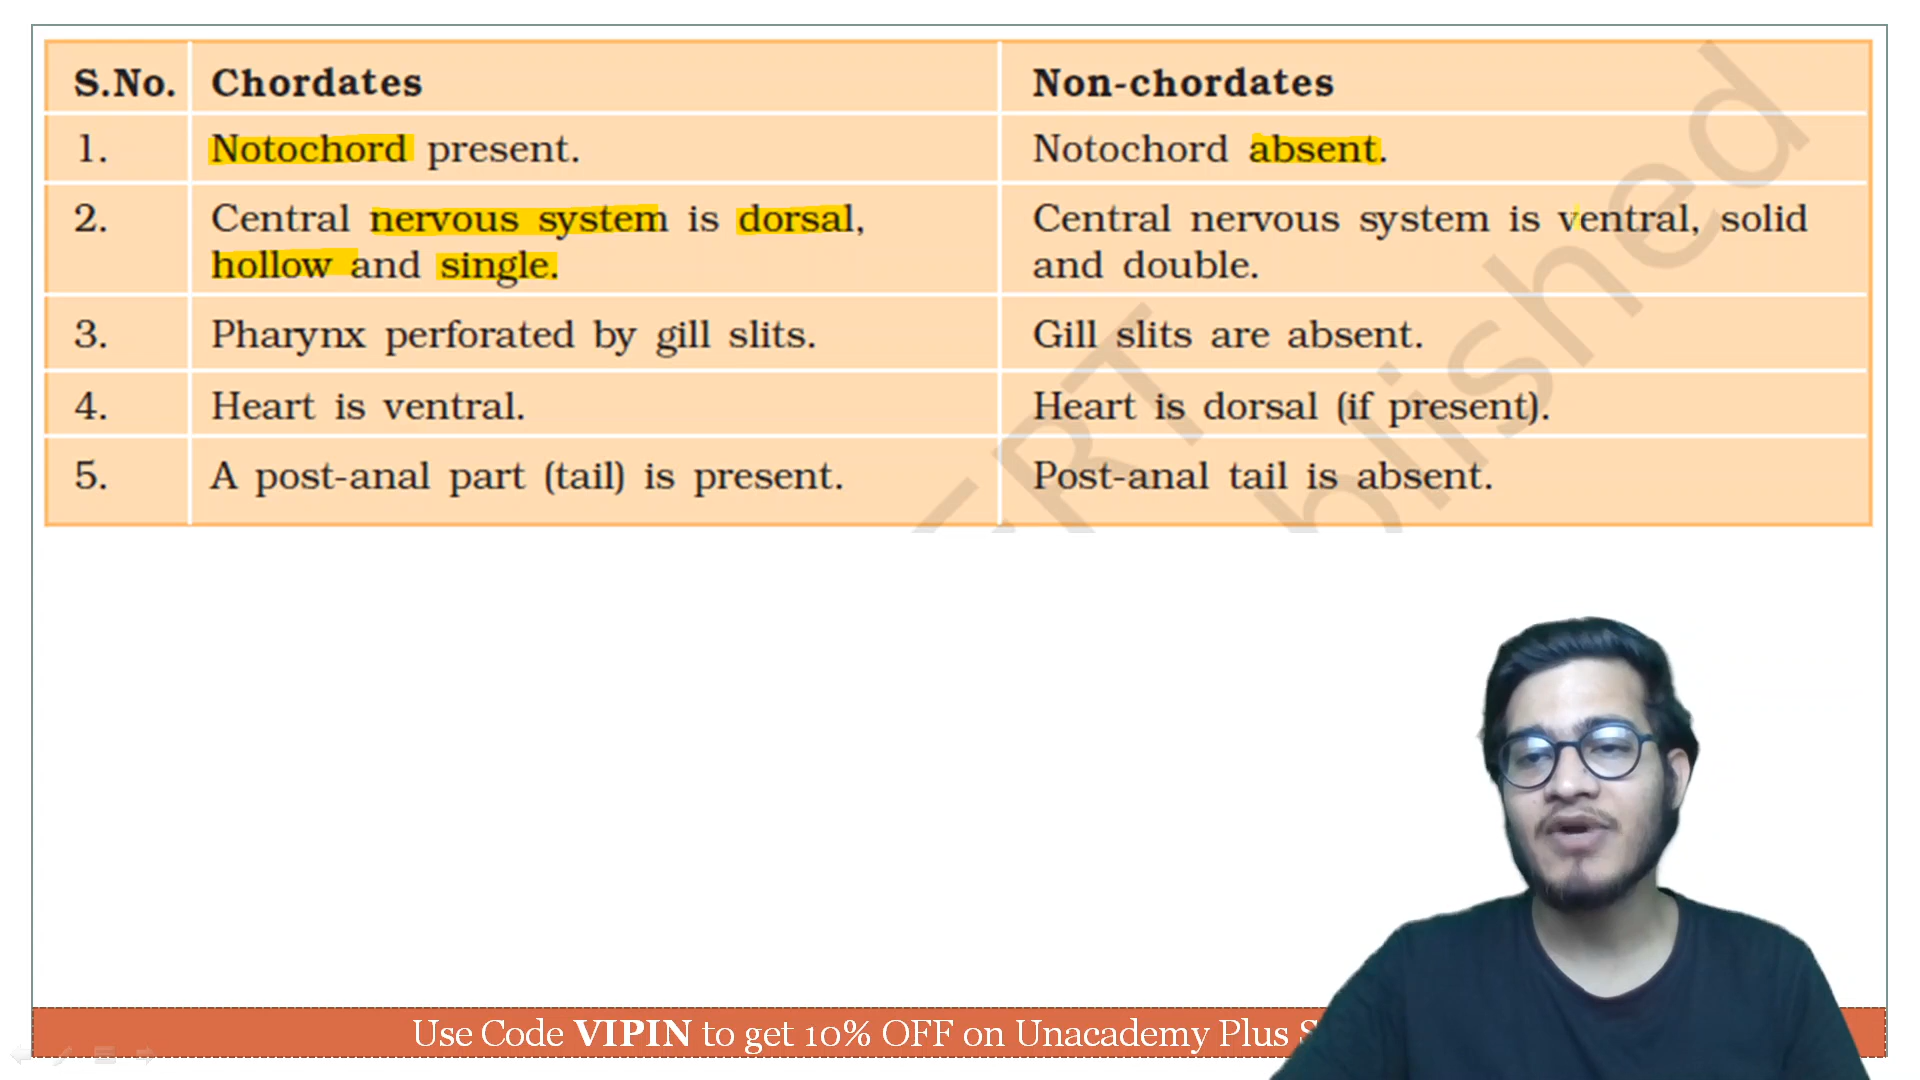 S.No. Chordates Non-chordates
1. Notochord present. Notochord absent.
2. Central nervous system is dorsal, Central nervous system is ventral, solid
hollow and single. and double.
3. Pharynx perforated by gill slits. Gill slits are absent.
4. Heart is ventral. Heart is dorsal (if present).
5. A post-anal part (tail) is present. Post-anal tail is absent.
Use Code VIPIN to get 10% OFF on Unacademy Plus